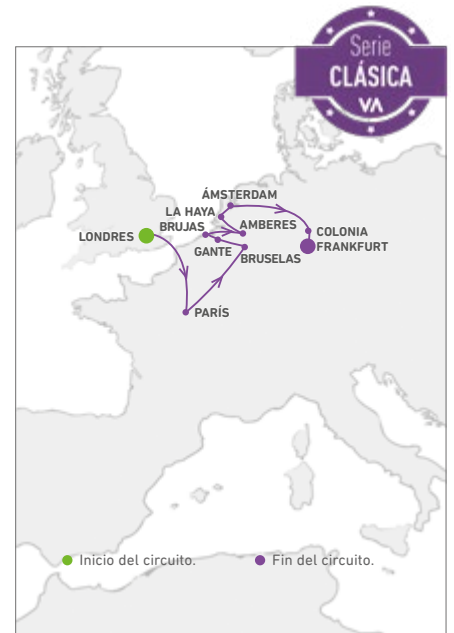 Serie
CLÁSICA
VA
ÁMSTERDAM
LA HAYA
BRUJAS
AMBERES
LONDRES
COLONIA
GANTE
FRANKFURT
BRUSELAS
PARÍS
Inicio del circuito.
Fin del circuito.